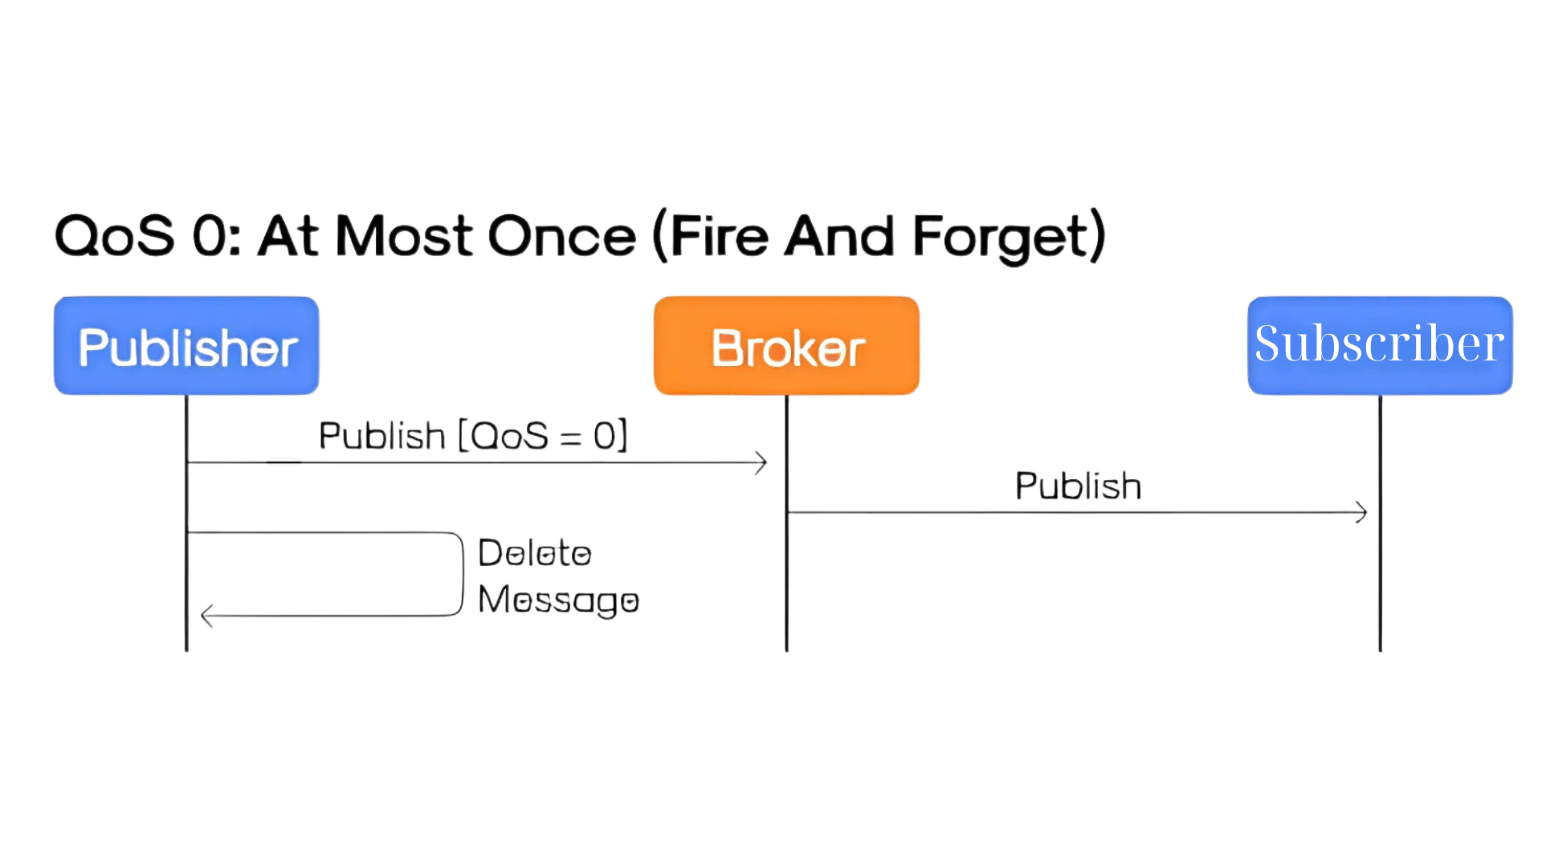 QoS 0: At Most Once (Fire And Forget)
Publisher
Broker
Subscriber
Publish [QoS = 0]
Publish
Delete
Message